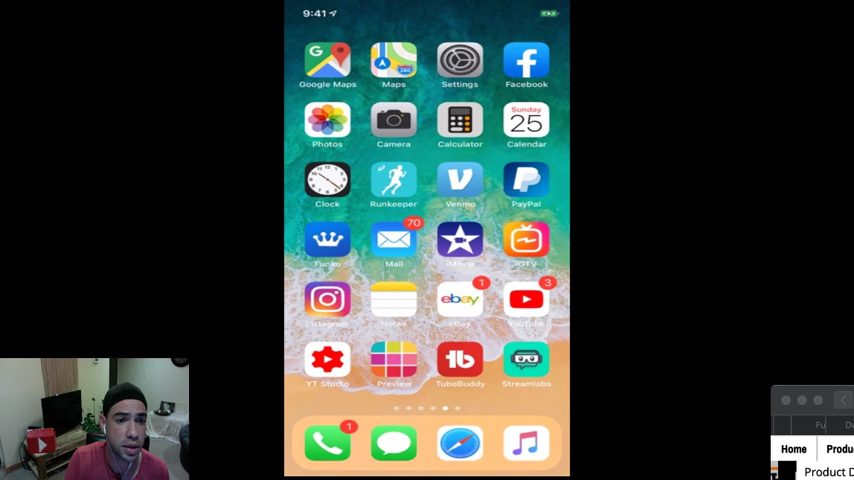 9:41
Google Maps Maps Settings Facebook
Sunday
25
Photos Camera Calculator Calendar
Clock Runkeeper Venmo PayPal
70
Funko Mail iMovie IGTV
1 3
ebay
Instagram Notes eBay YouTube
YT Studio Preview TubeBuddy Streamlabs
1
Home Produ
Product D